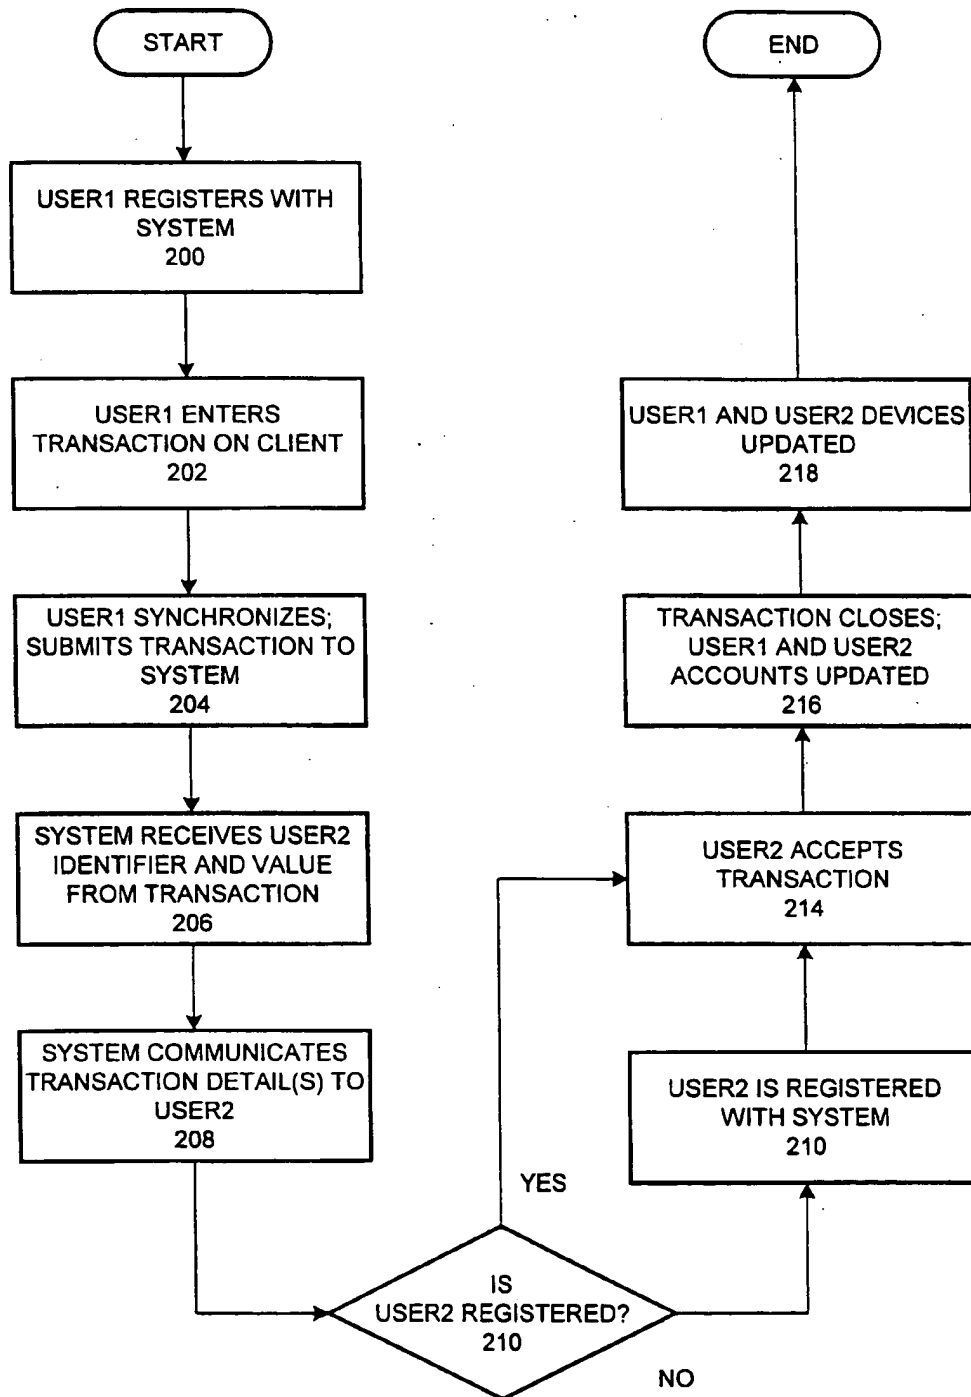 START
USER1 REGISTERS WITH
SYSTEM
200
USER1 ENTERS
TRANSACTION ON CLIENT
202
USER1 SYNCHRONIZES;
SUBMITS TRANSACTION TO
SYSTEM
204
SYSTEM RECEIVES USER2
IDENTIFIER AND VALUE
FROM TRANSACTION
206
SYSTEM COMMUNICATES
TRANSACTION DETAIL(S) TO
USER2
208
IS
USER2 REGISTERED?
210
YES
NO
USER2 IS REGISTERED
WITH SYSTEM
210
USER2 ACCEPTS
TRANSACTION
214
TRANSACTION CLOSES;
USER1 AND USER2
ACCOUNTS UPDATED
216
USER1 AND USER2 DEVICES
UPDATED
218
END